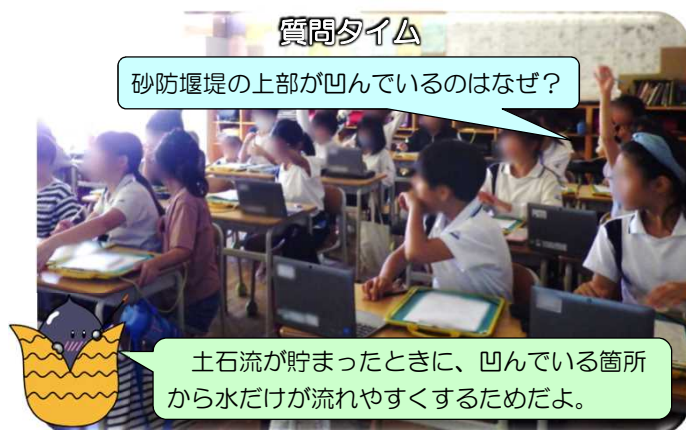 質問タイム
砂防堰堤の上部が凹んでいるのはなぜ？
土石流が貯まったときに、凹んでいる箇所
から水だけが流れやすくするためだよ。